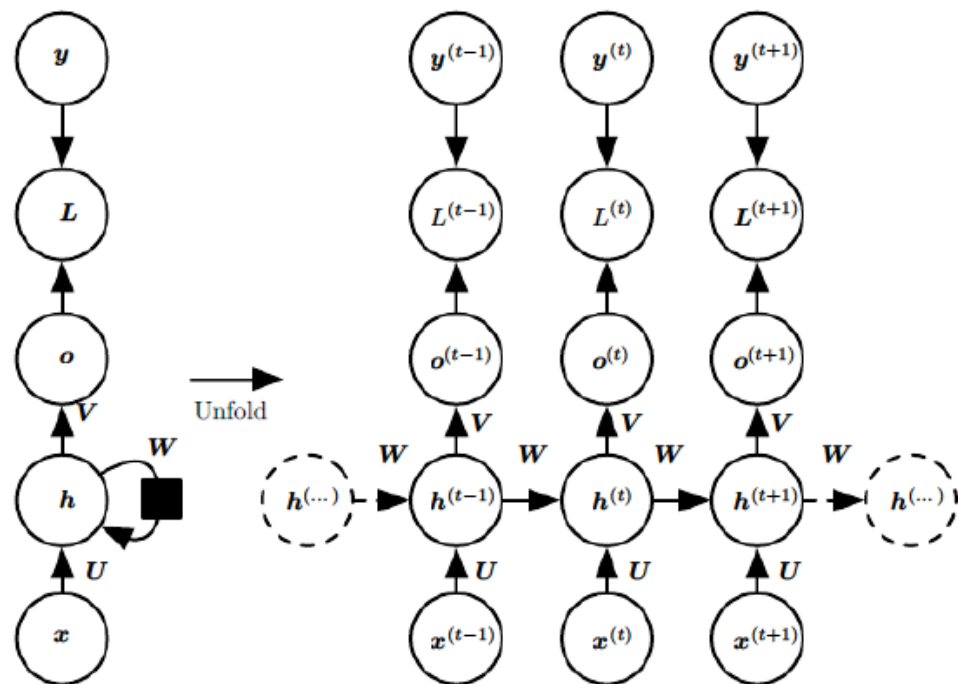 y y^(t−1) y^(t) y^(t+1)
L L^(t−1) L^(t) L^(t+1)
o o^(t−1) o^(t) o^(t+1)
Unfold
V V V V
W W W W W
h h^(...) h^(t−1) h^(t) h^(t+1) h^(...)
U U U U
x x^(t−1) x^(t) x^(t+1)